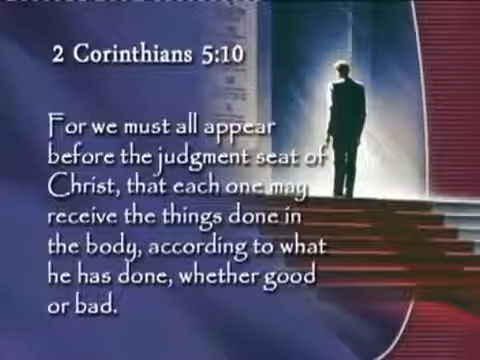 2 Corinthians 5:10
For we must all appear
before the judgment seat of
Christ, that each one may
receive the things done in
the body, according to what
he has done, whether good
or bad.